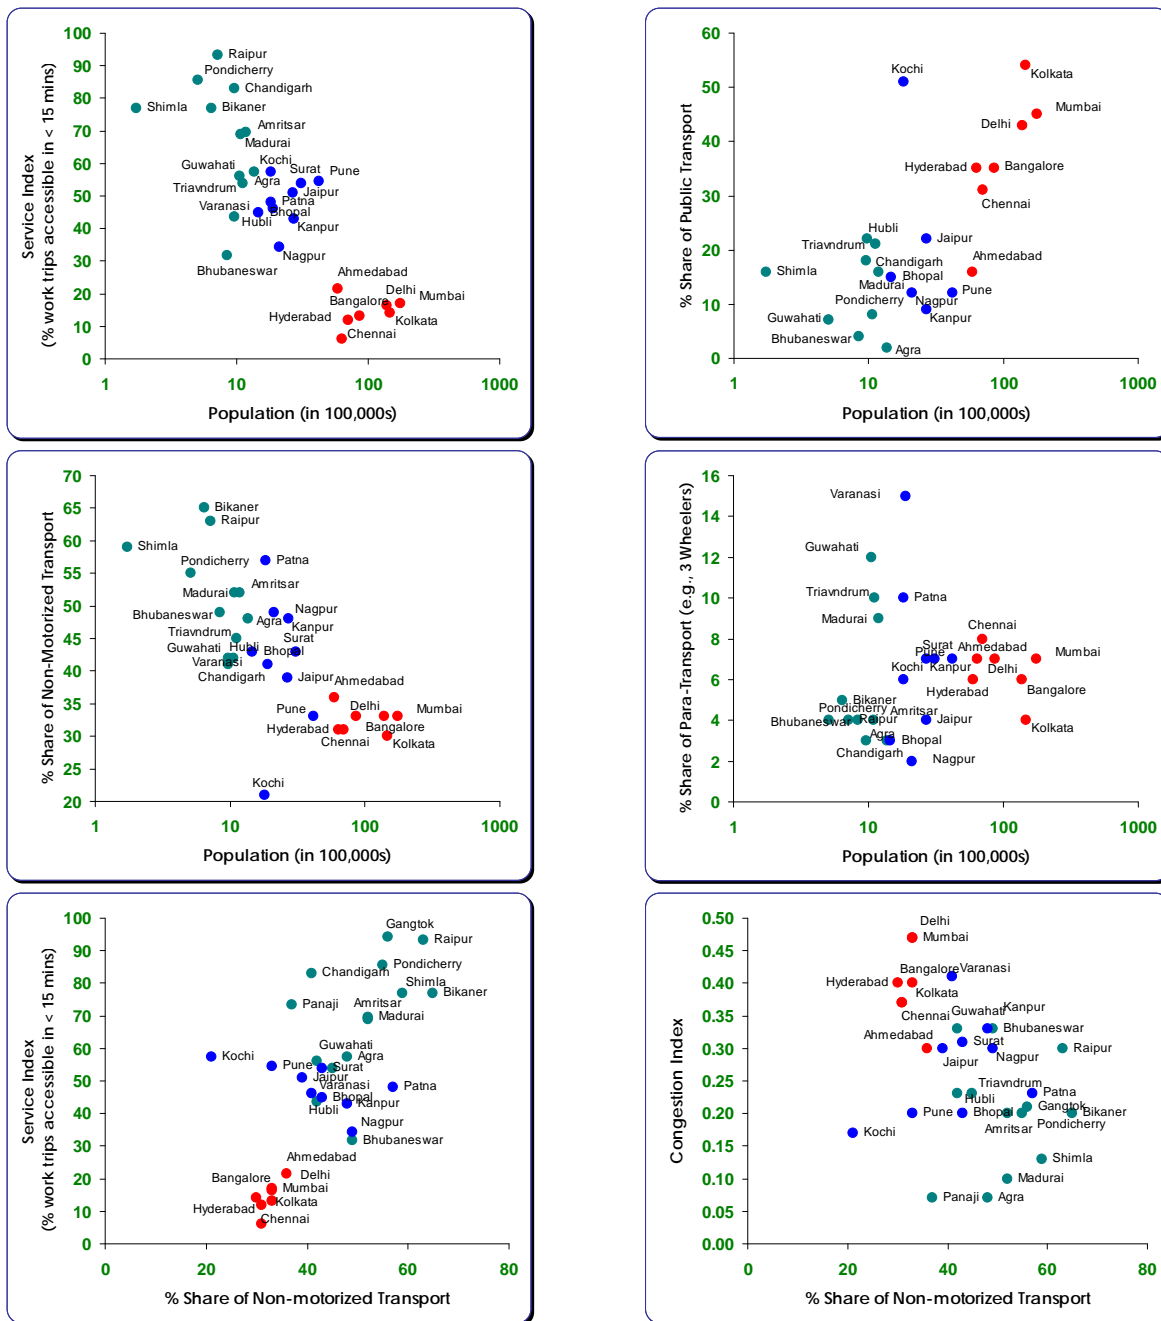 100
90
80
70
60
50
40
30
20
10
0
1
10
100
1000
Service Index
(% work trips accessible in < 15 mins)
Population (in 100,000s)
Raipur
Pondicherry
Chandigarh
Shimla
Bikaner
Amritsar
Madurai
Guwahati
Kochi
Surat
Pune
Triavndrum
Agra
Jaipur
Varanasi
Patna
Bhopal
Hubli
Kanpur
Nagpur
Bhubaneswar
Ahmedabad
Delhi
Mumbai
Bangalore
Hyderabad
Kolkata
Chennai
60
50
40
30
20
10
0
1
10
100
1000
% Share of Public Transport
Population (in 100,000s)
Kochi
Kolkata
Mumbai
Delhi
Hyderabad
Bangalore
Chennai
Hubli
Triavndrum
Jaipur
Ahmedabad
Chandigarh
Shimla
Bhopal
Madurai
Pune
Pondicherry
Nagpur
Guwahati
Kanpur
Bhubaneswar
Agra
70
65
60
55
50
45
40
35
30
25
20
1
10
100
1000
% Share of Non-Motorized Transport
Population (in 100,000s)
Bikaner
Raipur
Shimla
Pondicherry
Patna
Madurai
Amritsar
Bhubaneswar
Nagpur
Agra
Kanpur
Triavndrum
Surat
Guwahati
Hubli
Bhopal
Varanasi
Chandigarh
Jaipur
Ahmedabad
Pune
Delhi
Mumbai
Hyderabad
Bangalore
Chennai
Kolkata
Kochi
16
14
12
10
8
6
4
2
0
1
10
100
1000
% Share of Para-Transport (e.g., 3 Wheelers)
Population (in 100,000s)
Varanasi
Guwahati
Triavndrum
Patna
Madurai
Chennai
Surat
Ahmedabad
Pune
Mumbai
Kochi
Kanpur
Delhi
Hyderabad
Bangalore
Bikaner
Pondicherry
Amritsar
Bhubaneswar
Raipur
Jaipur
Kolkata
Agra
Bhopal
Chandigarh
Nagpur
100
90
80
70
60
50
40
30
20
10
0
0
20
40
60
80
Service Index
(% work trips accessible in < 15 mins)
% Share of Non-motorized Transport
Gangtok
Raipur
Pondicherry
Chandigarh
Shimla
Bikaner
Panaji
Amritsar
Madurai
Guwahati
Kochi
Agra
Pune
Surat
Jaipur
Varanasi
Patna
Bhopal
Kanpur
Hubli
Nagpur
Bhubaneswar
Ahmedabad
Bangalore
Delhi
Mumbai
Hyderabad
Kolkata
Chennai
0.50
0.45
0.40
0.35
0.30
0.25
0.20
0.15
0.10
0.05
0.00
0
20
40
60
80
Congestion Index
% Share of Non-motorized Transport
Delhi
Mumbai
Bangalore
Varanasi
Hyderabad
Kolkata
Chennai
Guwahati
Kanpur
Bhubaneswar
Ahmedabad
Surat
Raipur
Jaipur
Nagpur
Triavndrum
Hubli
Patna
Gangtok
Pune
Bhopal
Bikaner
Pondicherry
Amritsar
Kochi
Shimla
Madurai
Panaji
Agra